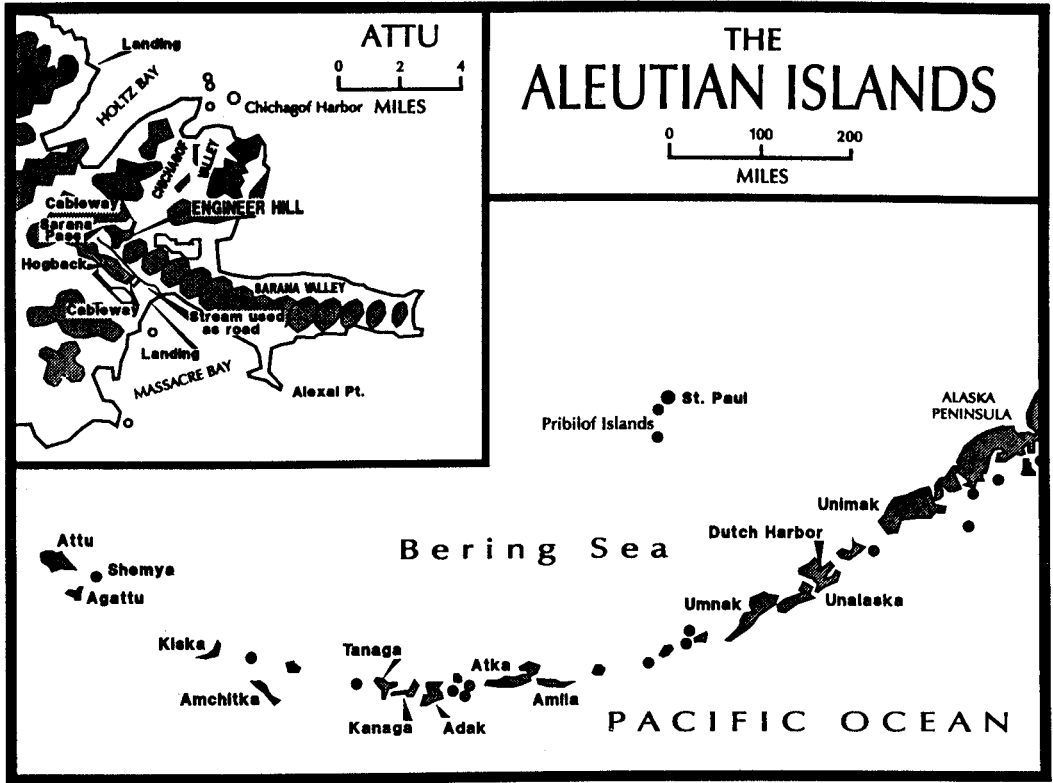 ATTU
0 2 4
MILES
Landing
HOLTZ BAY
Chichagof Harbor
CHICHAGOF
VALLEY
Cableway
ENGINEER HILL
Sarana
Pass
Hogback
SARANA VALLEY
Cableway
Stream used
as road
Landing
MASSACRE BAY
Alexal Pt.
THE
ALEUTIAN ISLANDS
0 100 200
MILES
St. Paul
Pribilof Islands
ALASKA
PENINSULA
Unimak
Dutch Harbor
Bering Sea
Attu
Shemya
Agattu
Umnak
Unalaska
Kiska
Tanaga
Atka
Amchitka
Amila
Kanaga
Adak
PACIFIC OCEAN